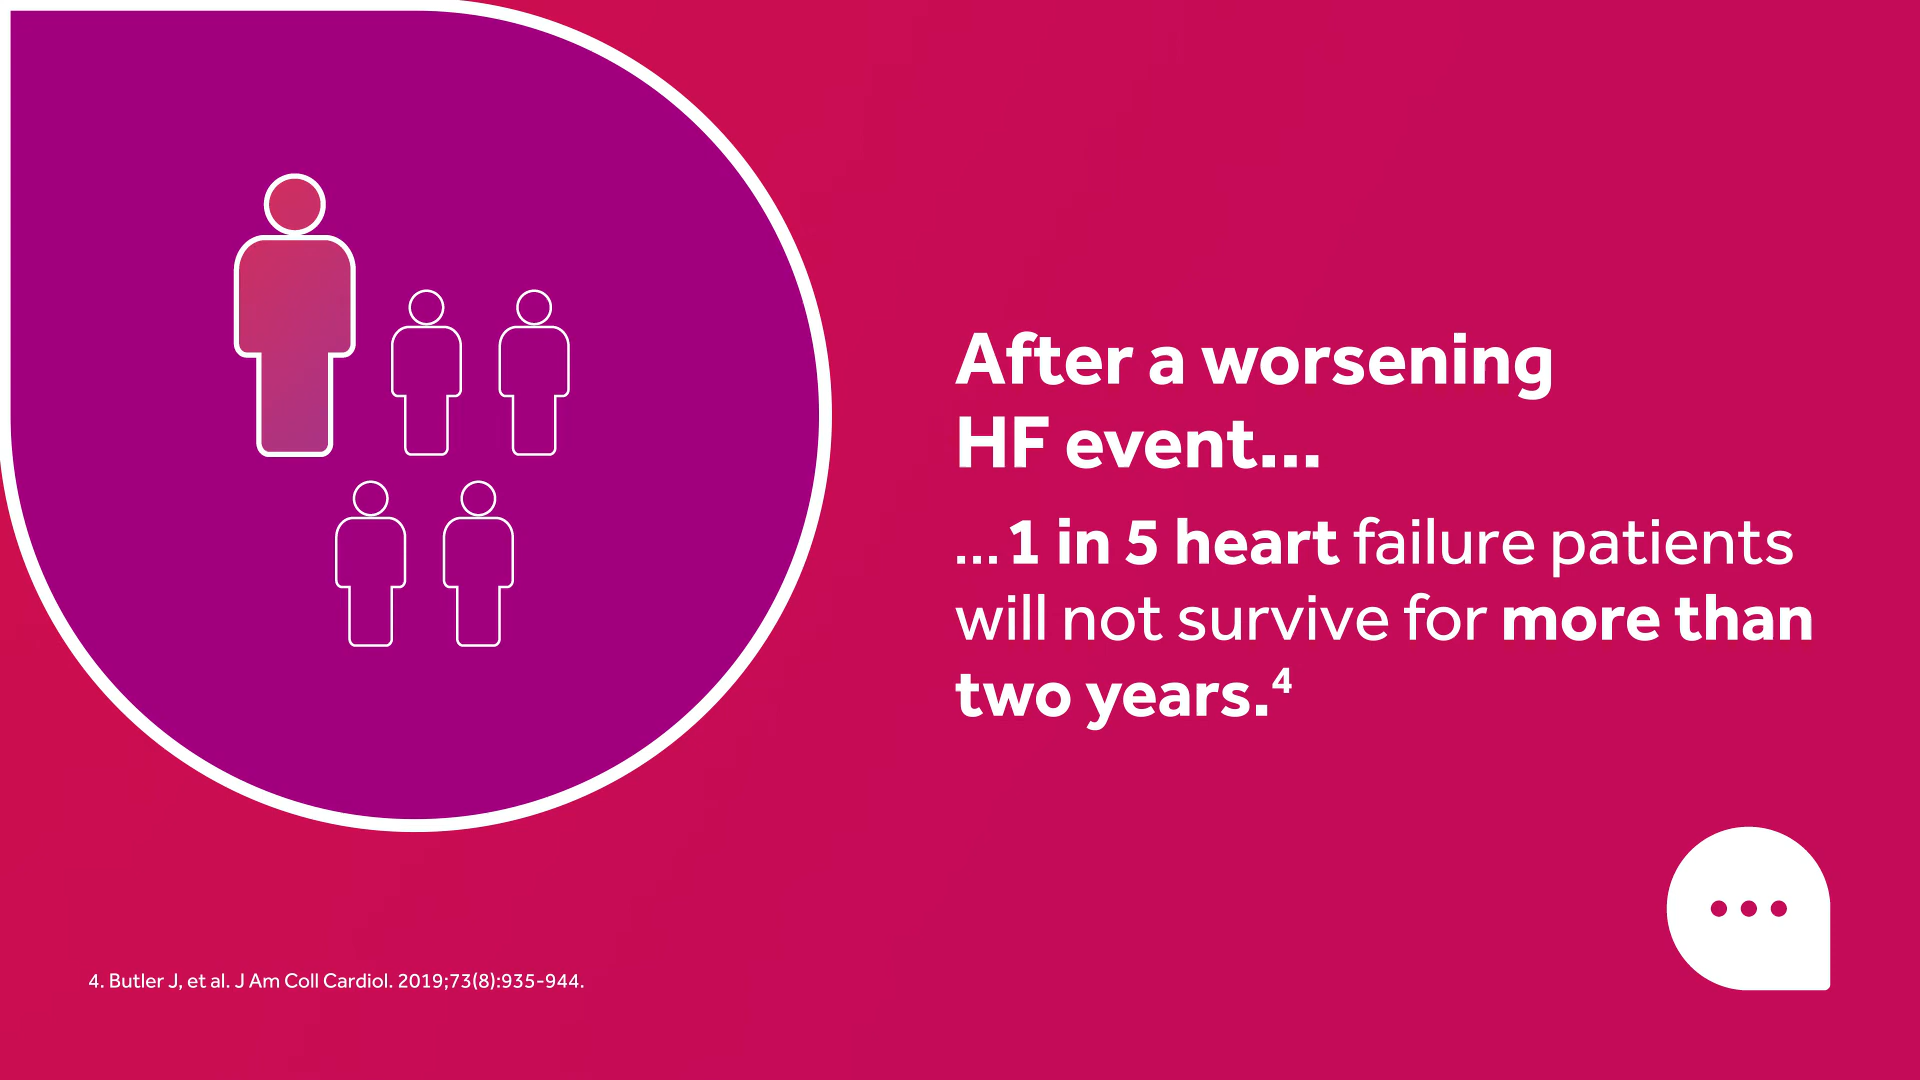 After a worsening
HF event...
...1 in 5 heart failure patients
will not survive for more than
two years.⁴
4. Butler J, et al. J Am Coll Cardiol. 2019;73(8):935-944.